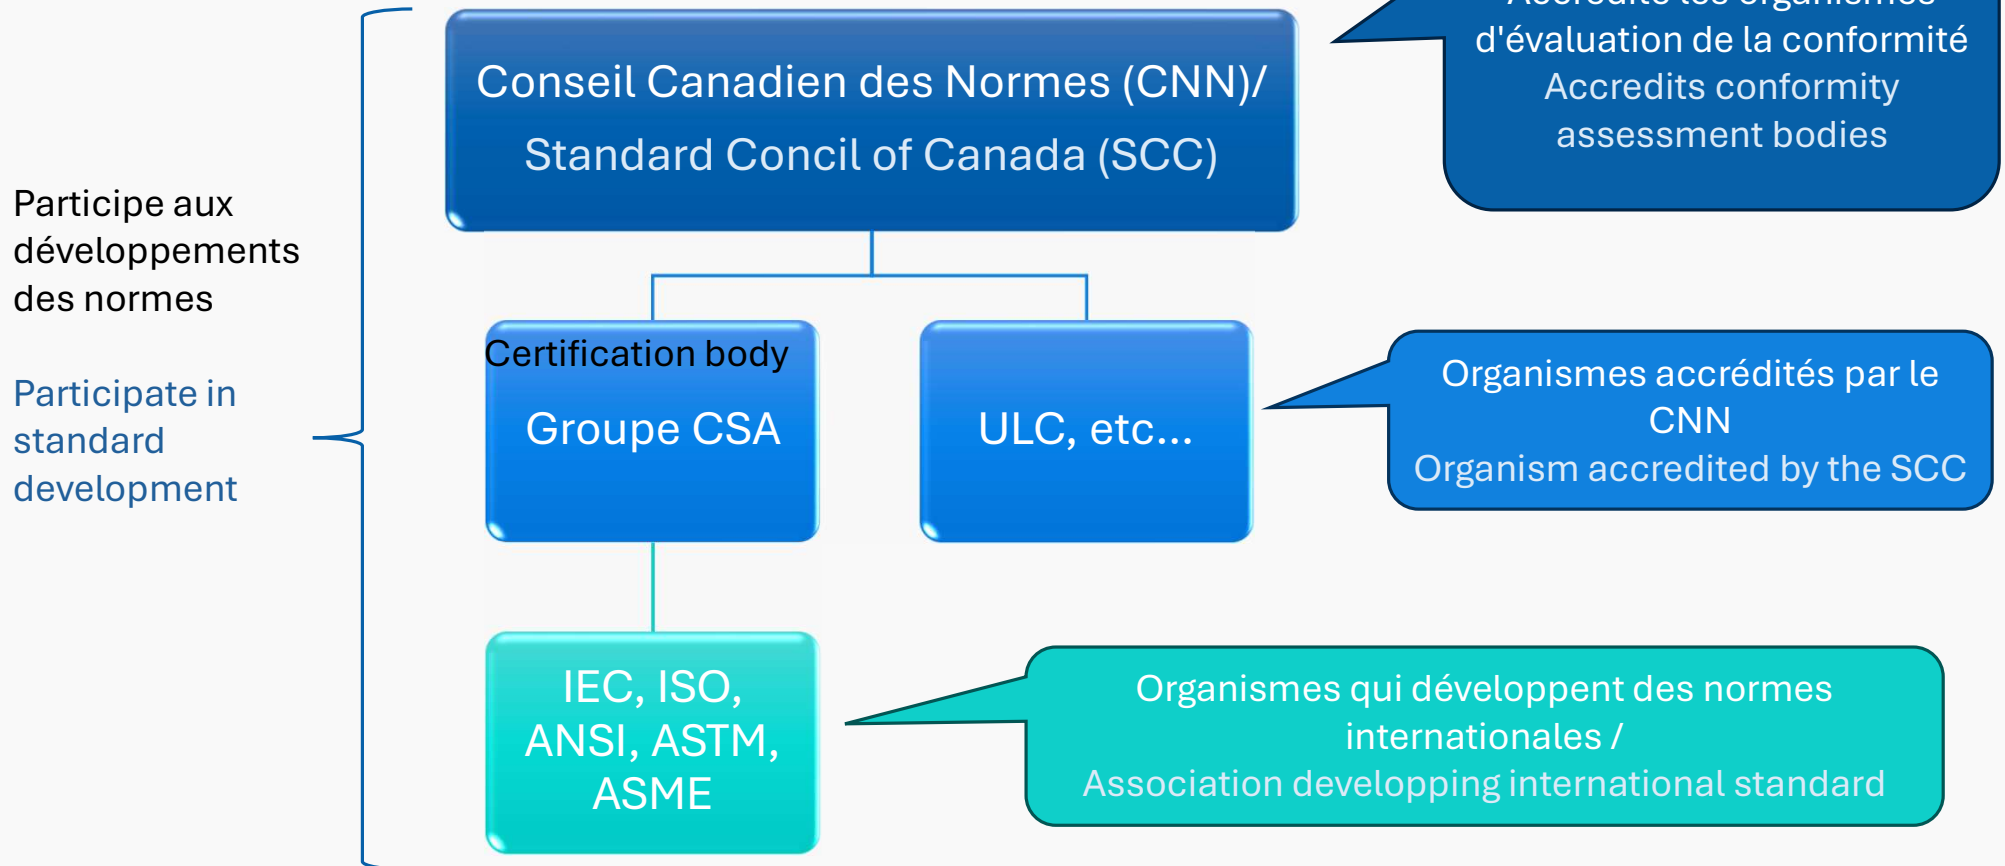 Accrédite les organismes
d'évaluation de la conformité
Accredits conformity
assessment bodies
Conseil Canadien des Normes (CNN)/
Standard Concil of Canada (SCC)
Participe aux
développements
des normes
Participate in
standard
development
Certification body
Groupe CSA
ULC, etc...
Organismes accrédités par le
CNN
Organism accredited by the SCC
IEC, ISO,
ANSI, ASTM,
ASME
Organismes qui développent des normes
internationales /
Association developping international standard